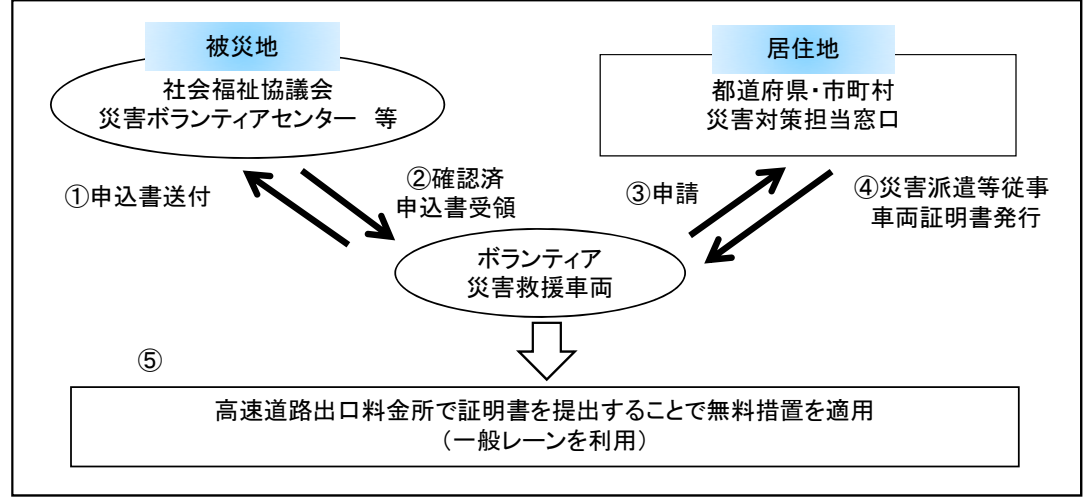 被災地
社会福祉協議会
災害ボランティアセンター 等
居住地
都道府県・市町村
災害対策担当窓口
①申込書送付
②確認済
申込書受領
③申請
④災害派遣等従事
車両証明書発行
ボランティア
災害救援車両
⑤
高速道路出口料金所で証明書を提出することで無料措置を適用
（一般レーンを利用）